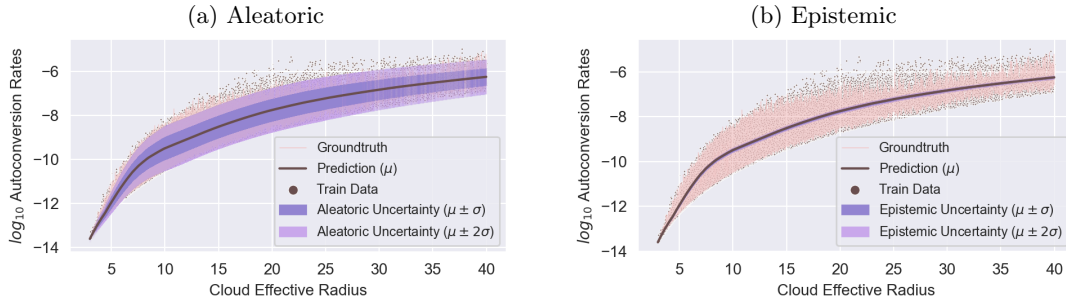 (a) Aleatoric
log10 Autoconversion Rates
−6
−8
−10
−12
−14
Groundtruth
Prediction (μ)
Train Data
Aleatoric Uncertainty (μ ± σ)
Aleatoric Uncertainty (μ ± 2σ)
5 10 15 20 25 30 35 40
Cloud Effective Radius
(b) Epistemic
log10 Autoconversion Rates
−6
−8
−10
−12
−14
Groundtruth
Prediction (μ)
Train Data
Epistemic Uncertainty (μ ± σ)
Epistemic Uncertainty (μ ± 2σ)
5 10 15 20 25 30 35 40
Cloud Effective Radius